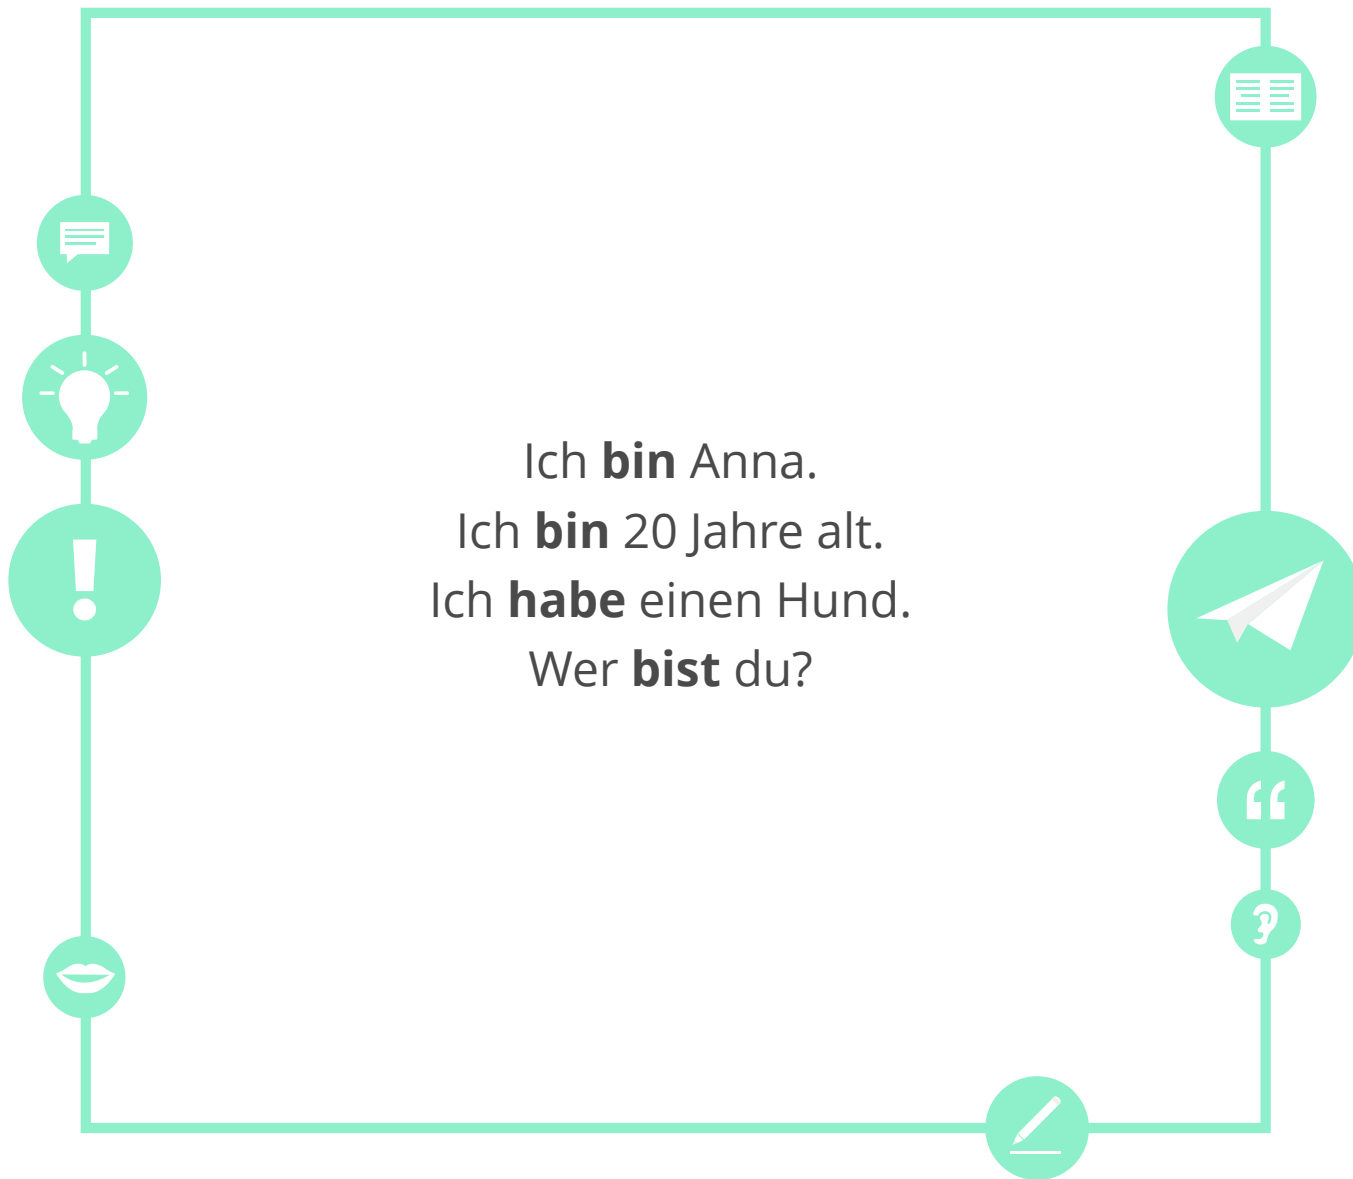 Ich bin Anna.
Ich bin 20 Jahre alt.
Ich habe einen Hund.
Wer bist du?